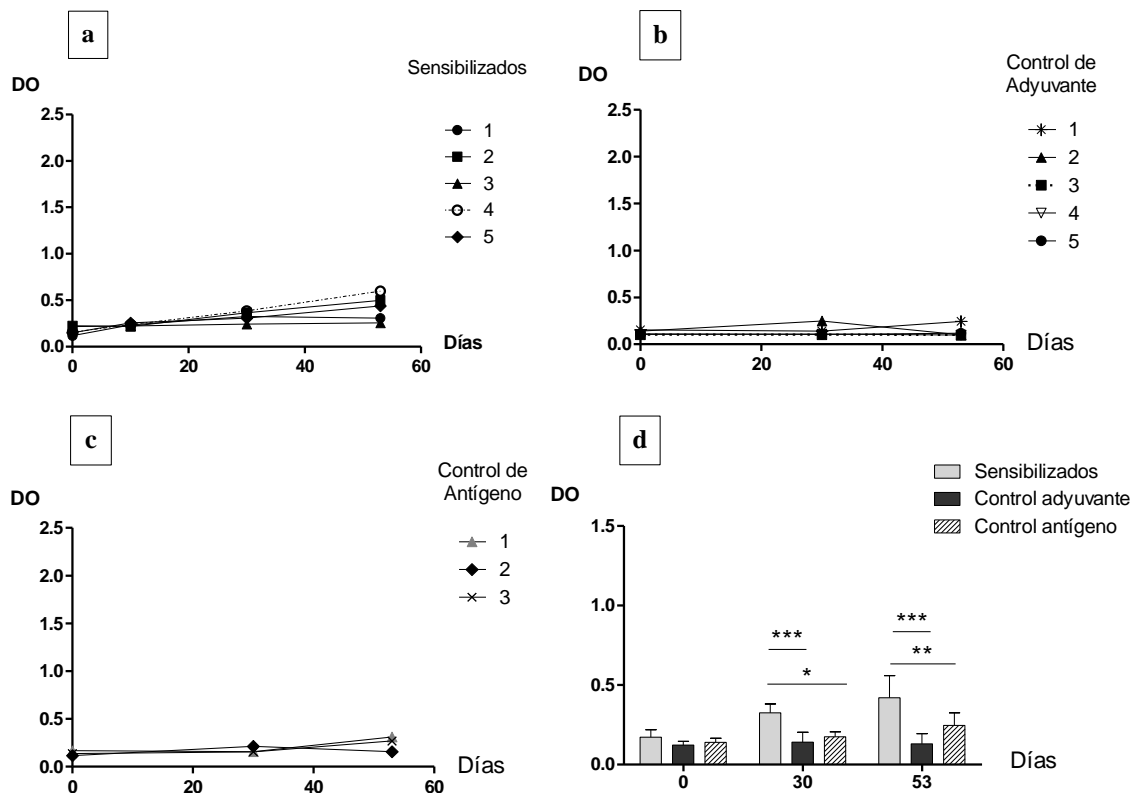 a
Sensibilizados
DO
2.5
2.0
1.5
1.0
0.5
0.0
0
20
40
60
Días
1
2
3
4
5
b
Control de
Adyuvante
DO
2.5
2.0
1.5
1.0
0.5
0.0
0
20
40
60
Días
1
2
3
4
5
c
Control de
Antígeno
DO
2.5
2.0
1.5
1.0
0.5
0.0
0
20
40
60
Días
1
2
3
d
Sensibilizados
Control adyuvante
Control antígeno
DO
1.5
1.0
0.5
0.0
***
*
***
**
0
30
53
Días